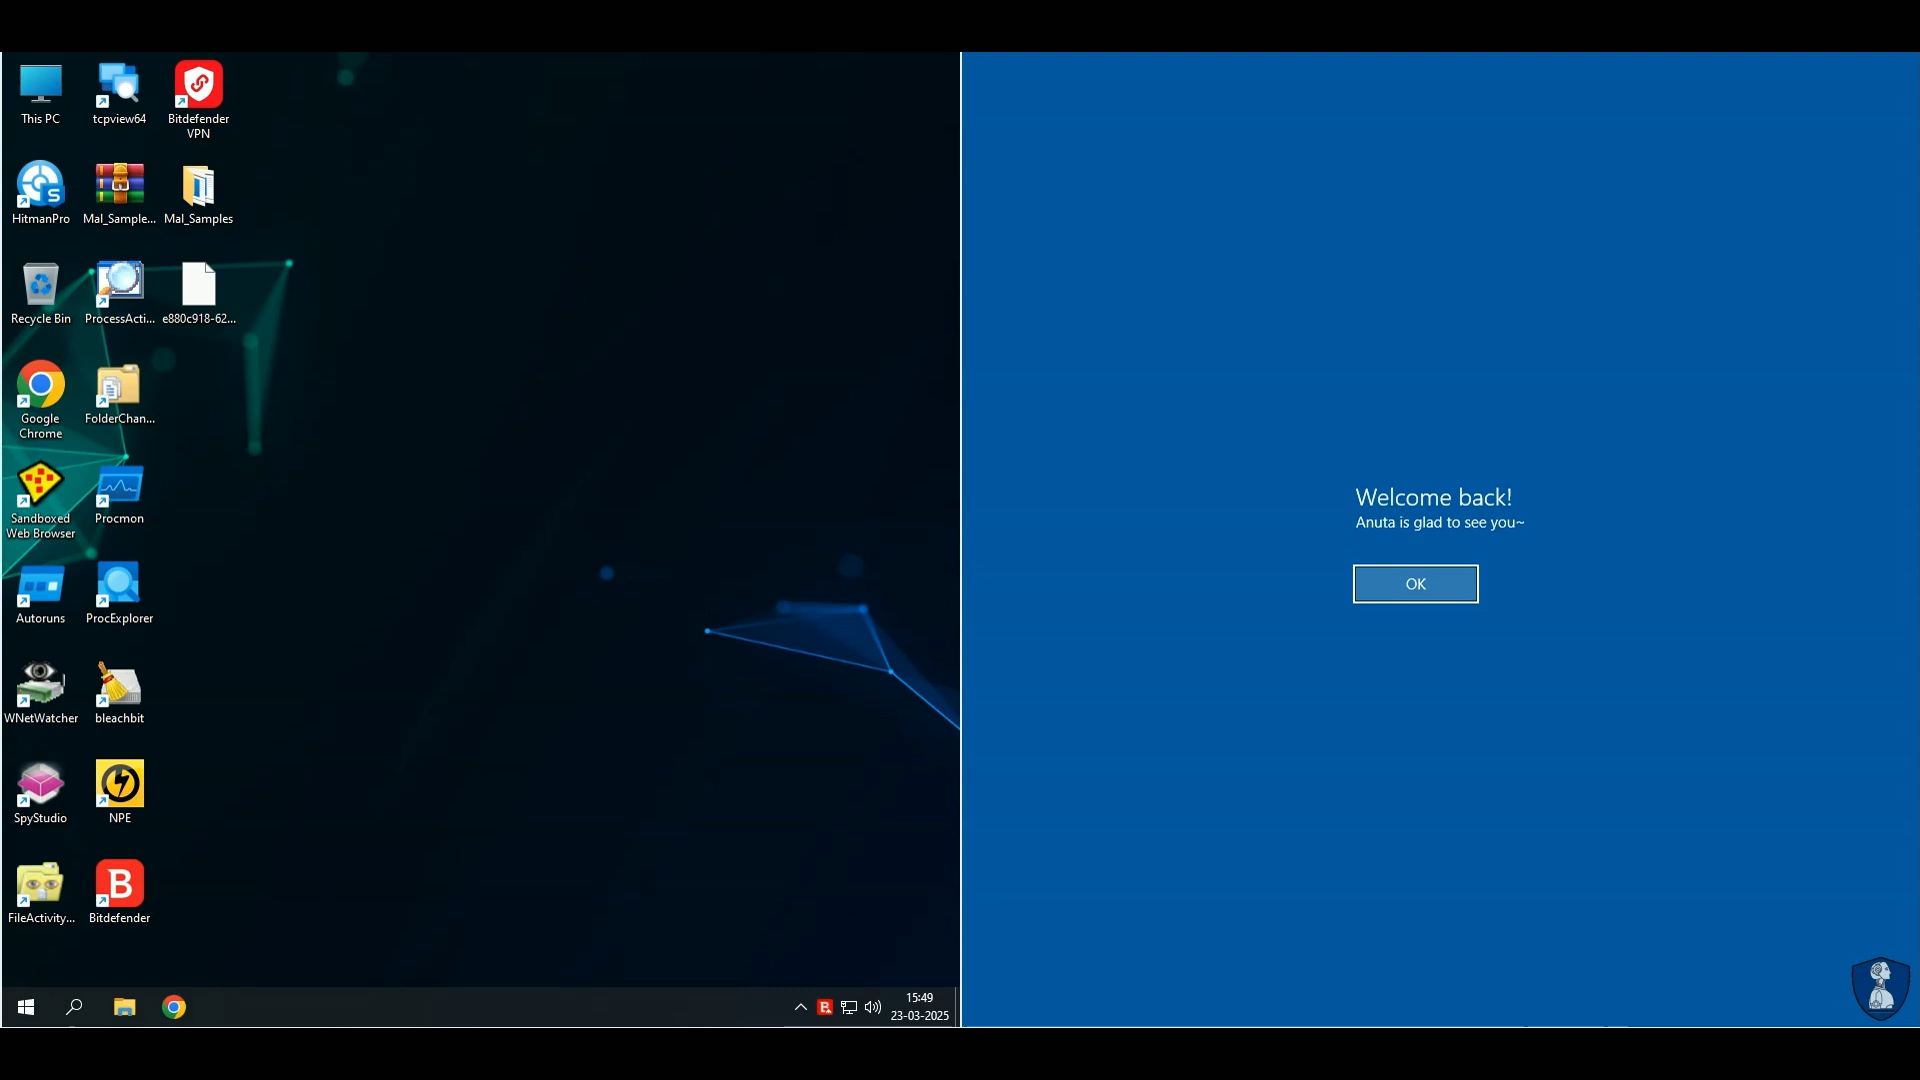 This PC
tcpview64
Bitdefender
VPN
HitmanPro
Mal_Sample...
Mal_Samples
Recycle Bin
ProcessActi...
e880c918-62...
Google
Chrome
FolderChan...
Sandboxed
Web Browser
Procmon
Autoruns
ProcExplorer
WNetWatcher
bleachbit
SpyStudio
NPE
FileActivity...
Bitdefender
15:49
23-03-2025
Welcome back!
Anuta is glad to see you~
OK